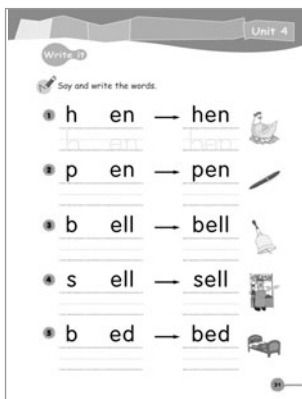 Unit 4
Write it
Say and write the words.
1 h en → hen
h en hen
2 p en → pen
3 b ell → bell
4 s ell → sell
5 b ed → bed
31